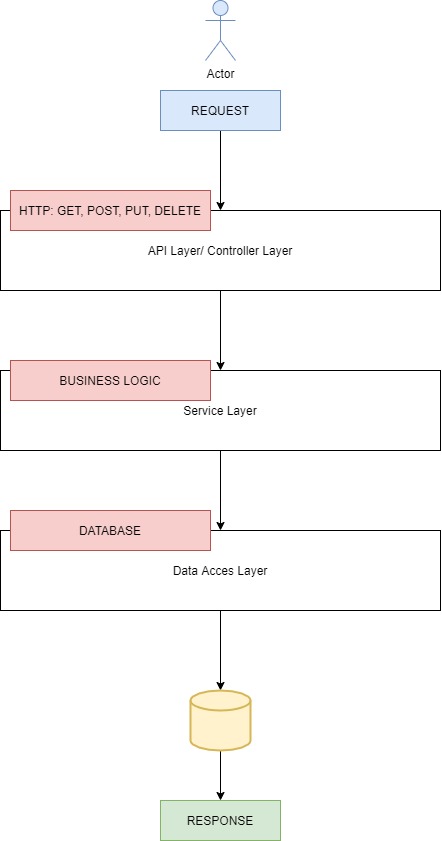 Actor
REQUEST
HTTP: GET, POST, PUT, DELETE
API Layer/ Controller Layer
BUSINESS LOGIC
Service Layer
DATABASE
Data Acces Layer
RESPONSE